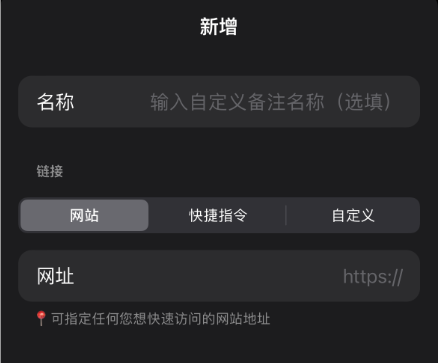 新增
名称 输入自定义备注名称（选填）
链接
网站 快捷指令 自定义
网址 https://
📍可指定任何您想快速访问的网站地址